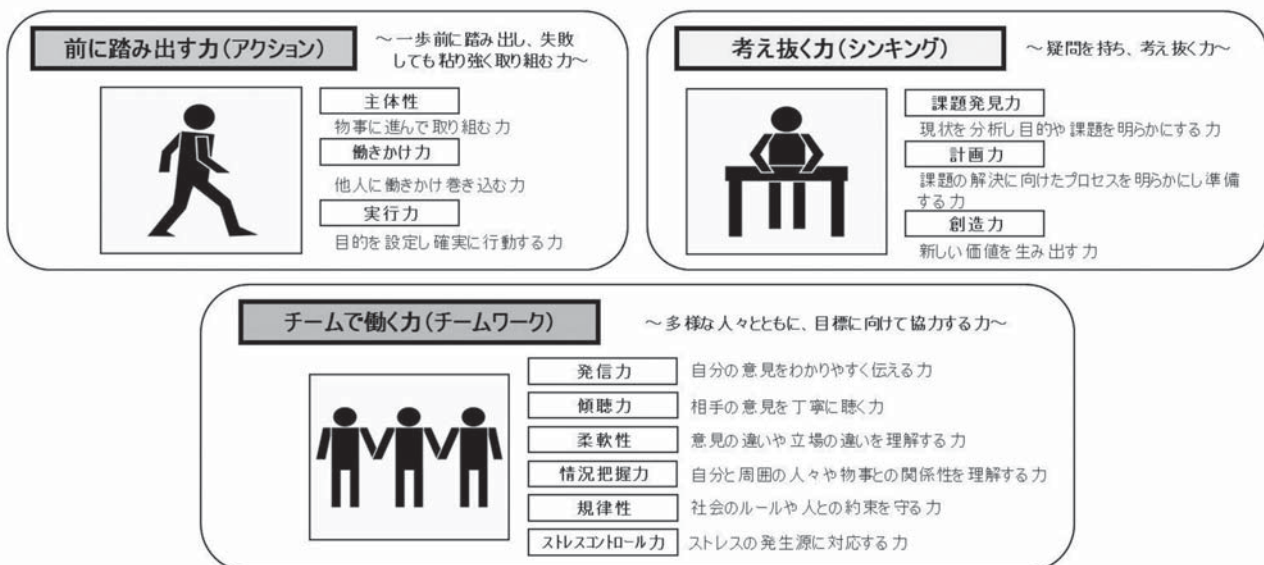 前に踏み出す力(アクション)
～一歩前に踏み出し、失敗
しても粘り強く取り組む力～
主体性
物事に進んで取り組む力
働きかけ力
他人に働きかけ巻き込む力
実行力
目的を設定し確実に行動する力
考え抜く力(シンキング)
～疑問を持ち、考え抜く力～
課題発見力
現状を分析し目的や課題を明らかにする力
計画力
課題の解決に向けたプロセスを明らかにし準備
する力
創造力
新しい価値を生み出す力
チームで働く力(チームワーク)
～多様な人々とともに、目標に向けて協力する力～
発信力 自分の意見をわかりやすく伝える力
傾聴力 相手の意見を丁寧に聴く力
柔軟性 意見の違いや立場の違いを理解する力
情況把握力 自分と周囲の人々や物事との関係性を理解する力
規律性 社会のルールや人との約束を守る力
ストレスコントロール力 ストレスの発生源に対応する力